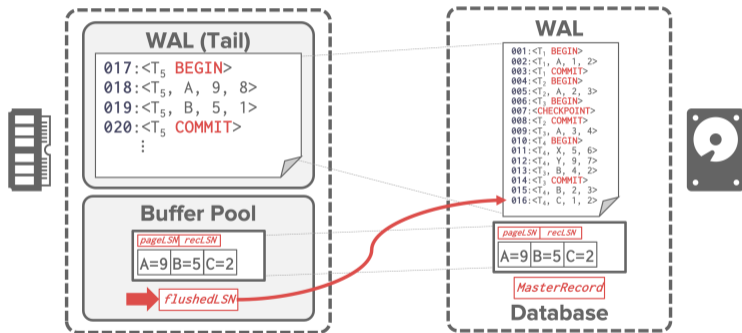 WAL (Tail)
017:<T5 BEGIN>
018:<T5, A, 9, 8>
019:<T5, B, 5, 1>
020:<T5 COMMIT>
⋮
Buffer Pool
pageLSN recLSN
A=9 B=5 C=2
flushedLSN
WAL
001:<T1 BEGIN>
002:<T1, A, 1, 2>
003:<T1 COMMIT>
004:<T2 BEGIN>
005:<T2, A, 2, 3>
006:<T3 BEGIN>
007:<CHECKPOINT>
008:<T2 COMMIT>
009:<T3, A, 3, 4>
010:<T4 BEGIN>
011:<T4, X, 5, 6>
012:<T4, Y, 9, 7>
013:<T3, B, 4, 2>
014:<T3 COMMIT>
015:<T4, B, 2, 3>
016:<T4, C, 1, 2>
pageLSN recLSN
A=9 B=5 C=2
MasterRecord
Database